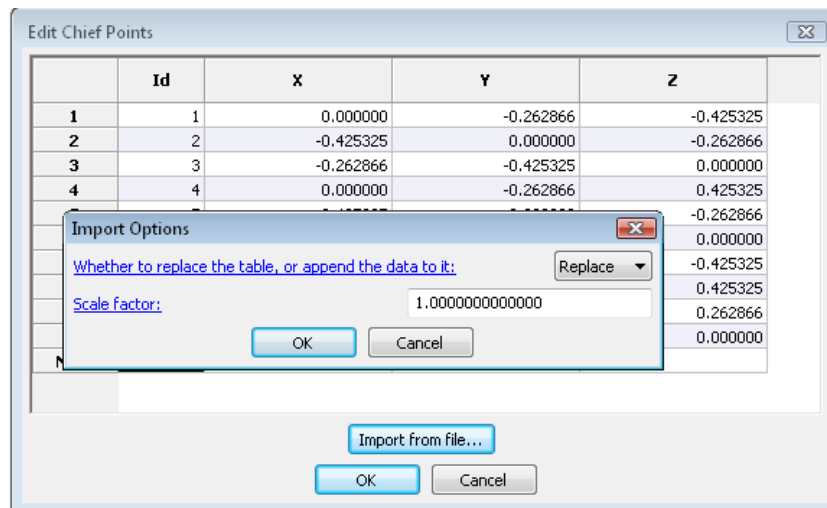 Edit Chief Points
Id X Y Z
1 1 0.000000 -0.262866 -0.425325
2 2 -0.425325 0.000000 -0.262866
3 3 -0.262866 -0.425325 0.000000
4 4 0.000000 -0.262866 0.425325
-0.262866
Import Options
0.000000
Whether to replace the table, or append the data to it: Replace
-0.425325
0.425325
Scale factor: 1.0000000000000
0.262866
OK Cancel
0.000000
Import from file...
OK Cancel